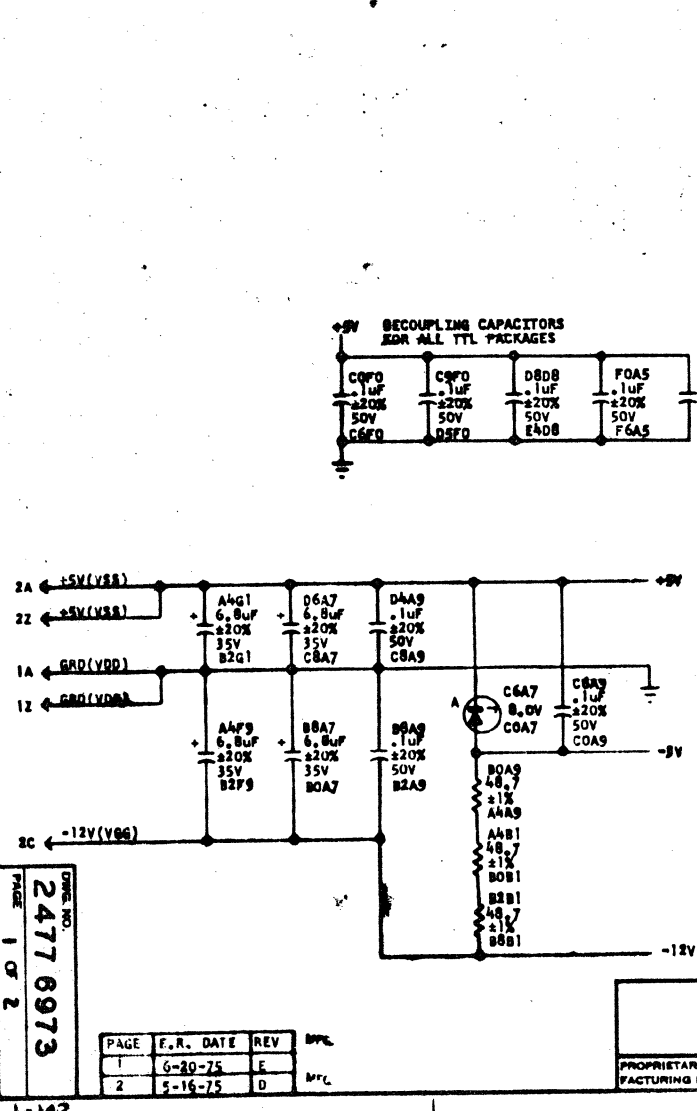 +5V DECOUPLING CAPACITORS
FOR ALL TTL PACKAGES
C0F0
.1uF
±20%
50V
C6F0
C9F0
.1uF
±20%
50V
D5F0
D8D8
.1uF
±20%
50V
E4D8
F0A5
.1uF
±20%
50V
F6A5
2A +5V(VSS)
2Z +5V(VSS)
1A GRD(VDD)
1Z GRD(VDD)
2C -12V(VGG)
A4G1
6.8uF
±20%
35V
B2G1
D6A7
6.8uF
±20%
35V
C8A7
D4A9
.1uF
±20%
50V
C8A9
+5V
A4F9
6.8uF
±20%
35V
B2F9
B8A7
6.8uF
±20%
35V
B0A7
B8A9
.1uF
±20%
50V
B2A9
A
C6A7
8.0V
C0A7
C6A9
.1uF
±20%
50V
C0A9
B0A9
48.7
±1%
A4A9
A4B1
48.7
±1%
B0B1
B2B1
48.7
±1%
B8B1
-12V
DWG. NO.
2477 6973
PAGE
1 OF 2
PAGE E.R. DATE REV
1 6-20-75 E
2 5-16-75 D
PROPRIETAR
FACTURING
1-142